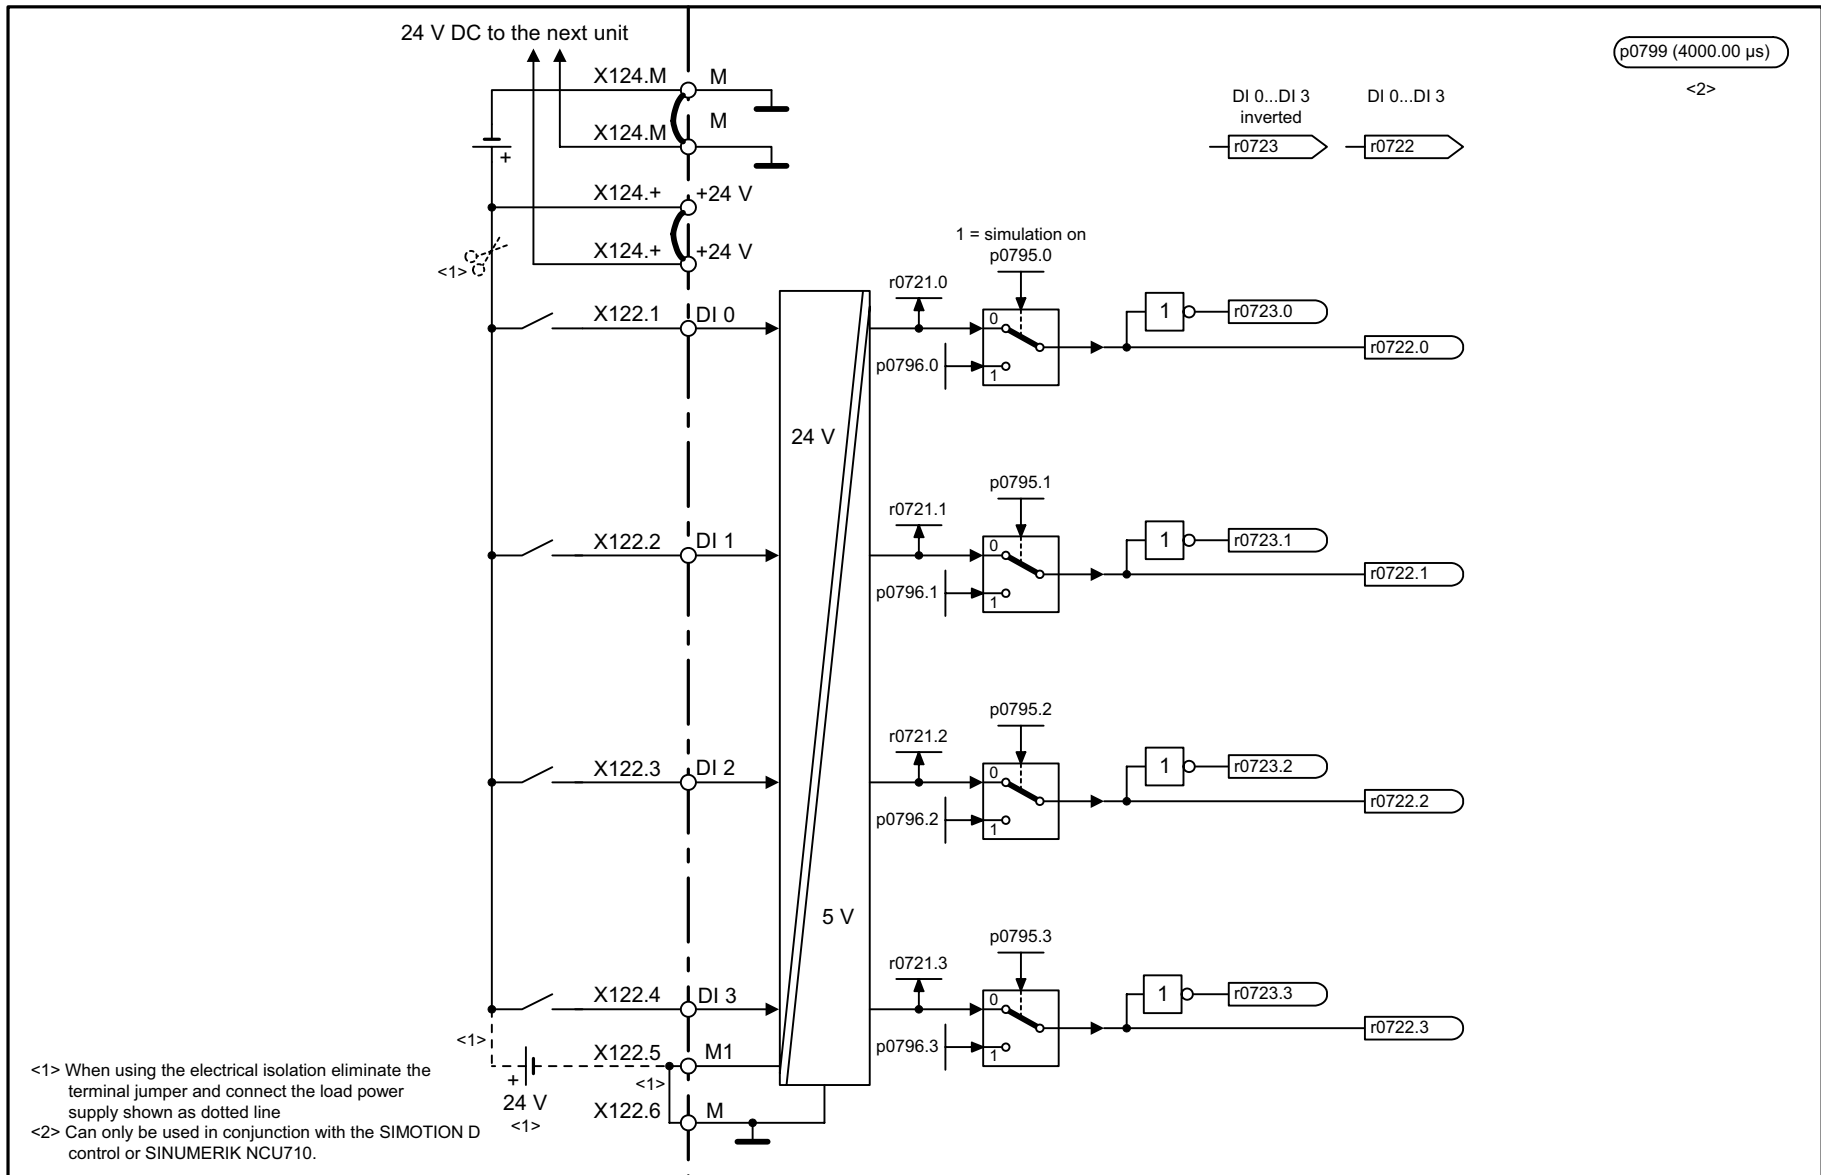 24 V DC to the next unit
p0799 (4000.00 µs)
<2>
X124.M M
X124.M M
DI 0...DI 3
inverted
DI 0...DI 3
r0723
r0722
+
X124.+ +24 V
X124.+ +24 V
<1>
1 = simulation on
p0795.0
r0721.0
X122.1 DI 0
0
1
p0796.0
1
r0723.0
r0722.0
24 V
p0795.1
r0721.1
X122.2 DI 1
0
1
p0796.1
1
r0723.1
r0722.1
p0795.2
r0721.2
X122.3 DI 2
0
1
p0796.2
1
r0723.2
r0722.2
5 V
p0795.3
r0721.3
X122.4 DI 3
0
1
p0796.3
1
r0723.3
r0722.3
<1>
X122.5 M1
+
24 V
<1>
<1>
X122.6 M
<1> When using the electrical isolation eliminate the
terminal jumper and connect the load power
supply shown as dotted line
<2> Can only be used in conjunction with the SIMOTION D
control or SINUMERIK NCU710.